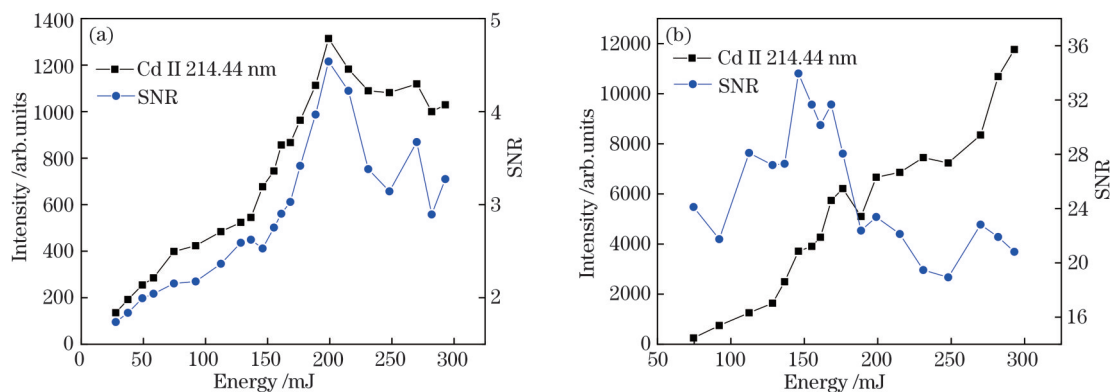 (a)
Cd II 214.44 nm
SNR
Intensity /arb.units
1400
1200
1000
800
600
400
200
0
5
4
3
2
SNR
0 50 100 150 200 250 300
Energy /mJ
(b)
Cd II 214.44 nm
SNR
Intensity /arb.units
12000
10000
8000
6000
4000
2000
0
36
32
28
24
20
16
SNR
50 100 150 200 250 300
Energy /mJ